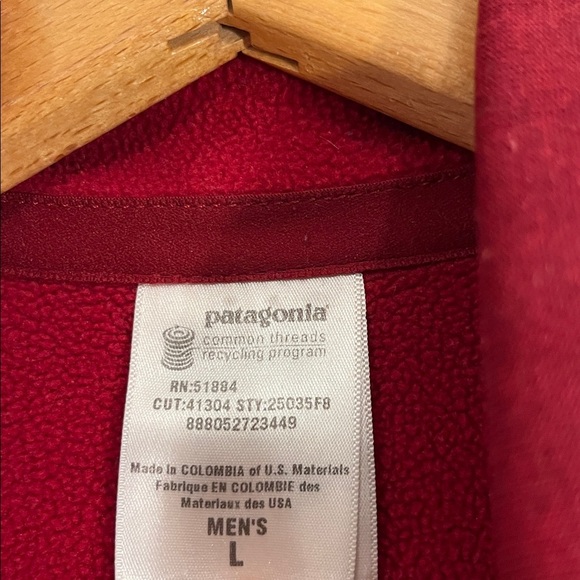 patagonia®
common threads
recycling program
RN:51884
CUT:41304 STY:25035F8
888052723449
Made in COLOMBIA of U.S. Materials
Fabrique EN COLOMBIE des
Materiaux des USA
MEN'S
L